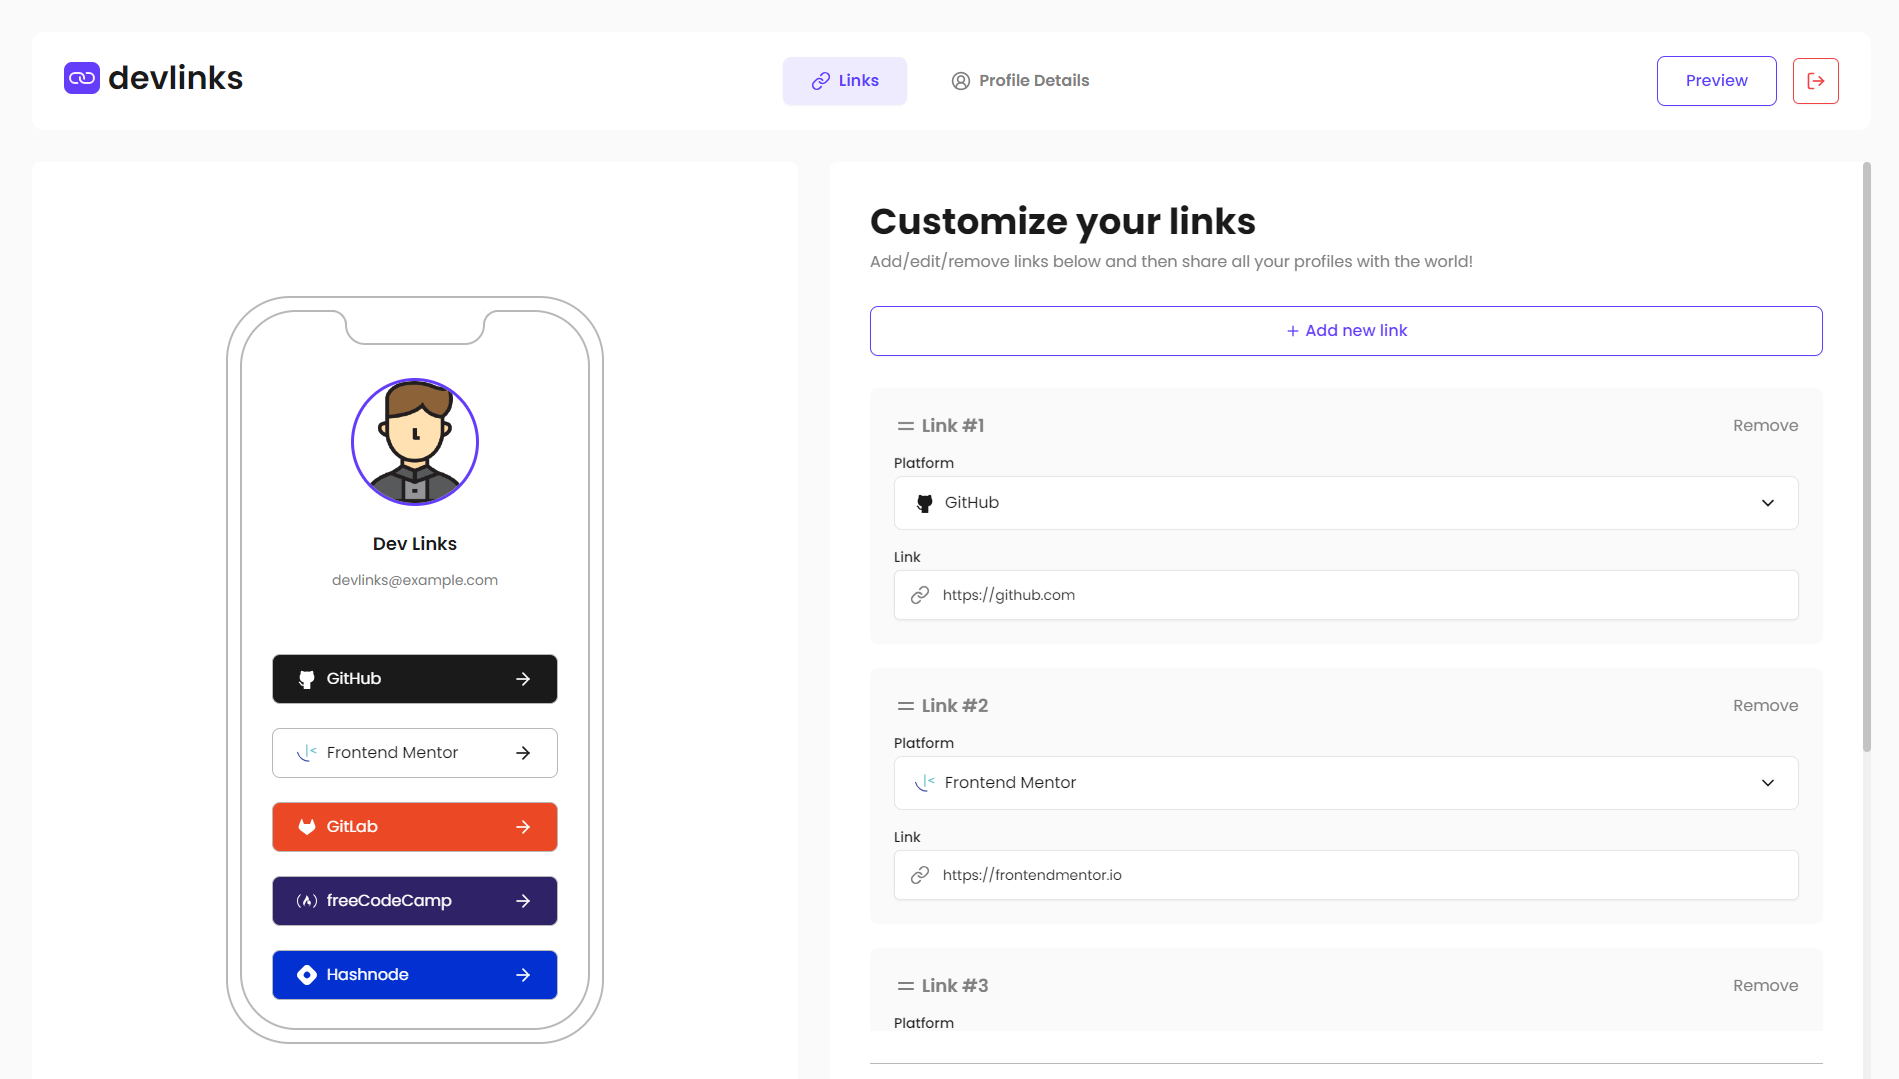 devlinks
Links
Profile Details
Preview
Dev Links
devlinks@example.com
GitHub
Frontend Mentor
GitLab
freeCodeCamp
Hashnode
Customize your links
Add/edit/remove links below and then share all your profiles with the world!
+ Add new link
Link #1
Remove
Platform
GitHub
Link
https://github.com
Link #2
Remove
Platform
Frontend Mentor
Link
https://frontendmentor.io
Link #3
Remove
Platform